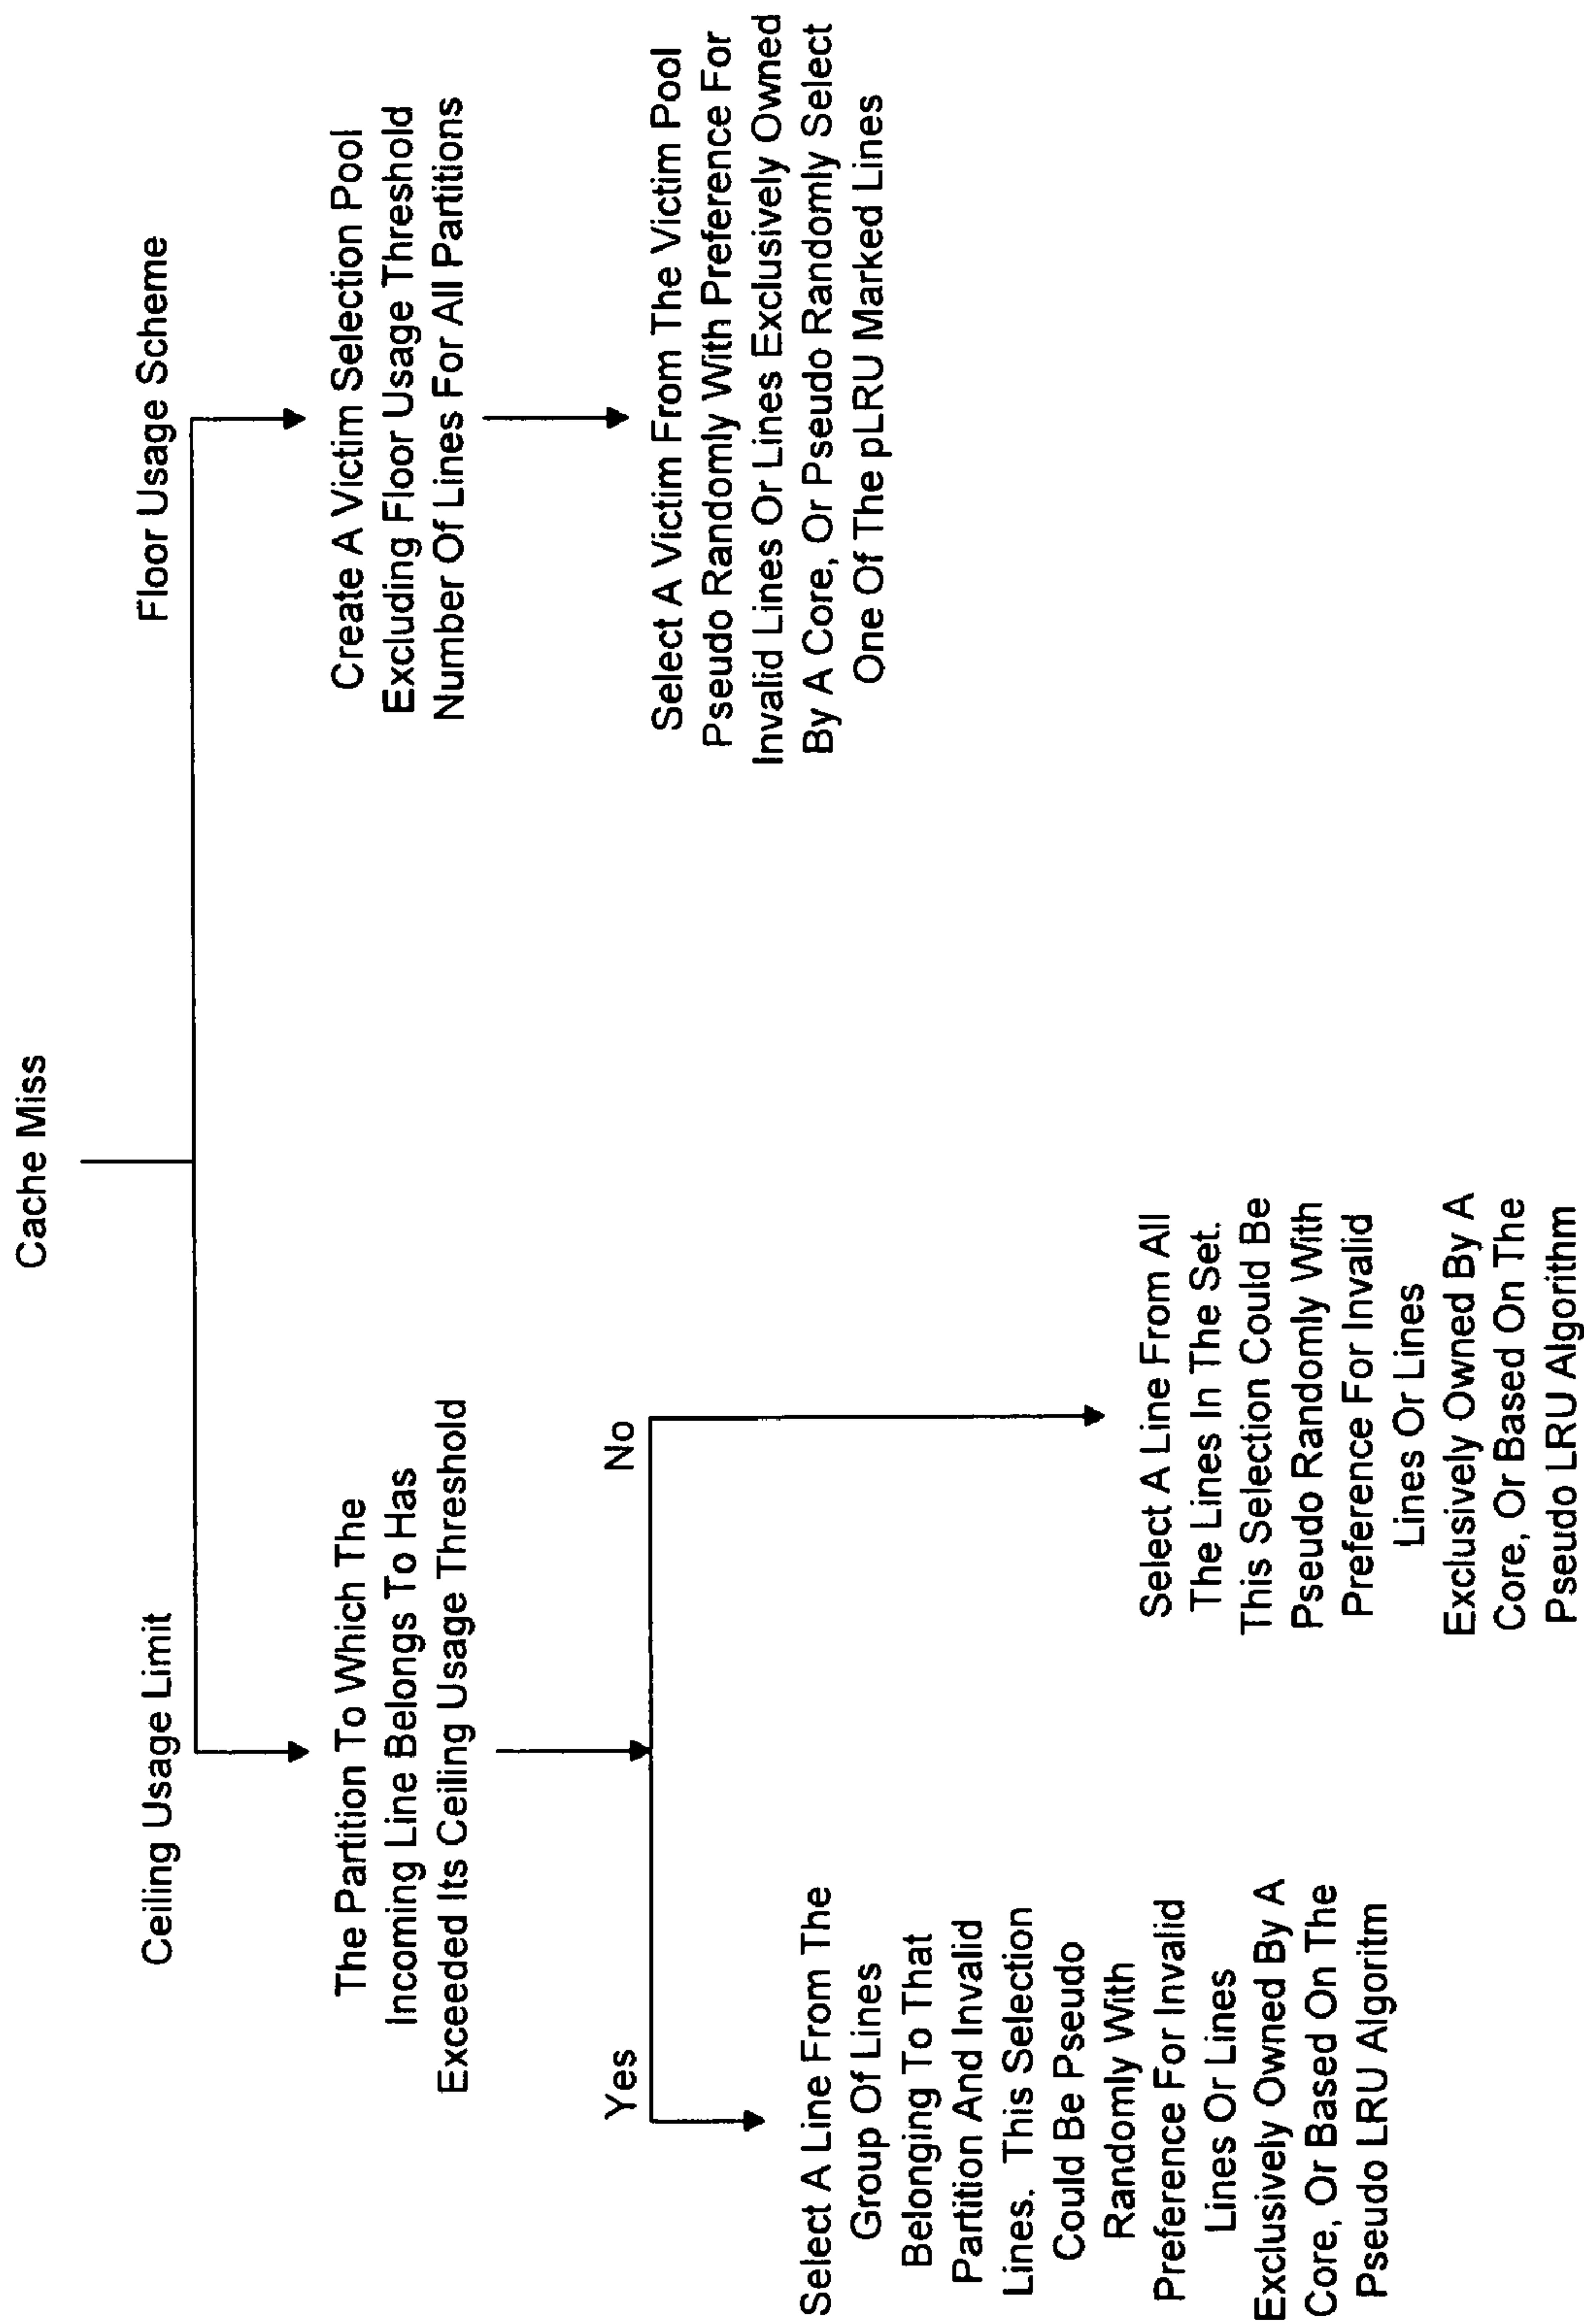 Cache Miss
Ceiling Usage Limit
Floor Usage Scheme
The Partition To Which The
Incoming Line Belongs To Has
Exceeded Its Ceiling Usage Threshold
Create A Victim Selection Pool
Excluding Floor Usage Threshold
Number Of Lines For All Partitions
Yes
No
Select A Victim From The Victim Pool
Pseudo Randomly With Preference For
Invalid Lines Or Lines Exclusively Owned
By A Core, Or Pseudo Randomly Select
One Of The pLRU Marked Lines
Select A Line From The
Group Of Lines
Belonging To That
Partition And Invalid
Lines. This Selection
Could Be Pseudo
Randomly With
Preference For Invalid
Lines Or Lines
Exclusively Owned By A
Core, Or Based On The
Pseudo LRU Algoritm
Select A Line From All
The Lines In The Set.
This Selection Could Be
Pseudo Randomly With
Preference For Invalid
Lines Or Lines
Exclusively Owned By A
Core, Or Based On The
Pseudo LRU Algorithm